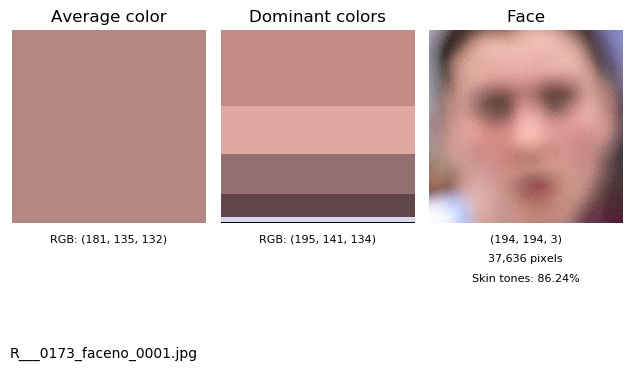 Average color
Dominant colors
Face
RGB: (181, 135, 132)
RGB: (195, 141, 134)
(194, 194, 3)
37,636 pixels
Skin tones: 86.24%
R___0173_faceno_0001.jpg